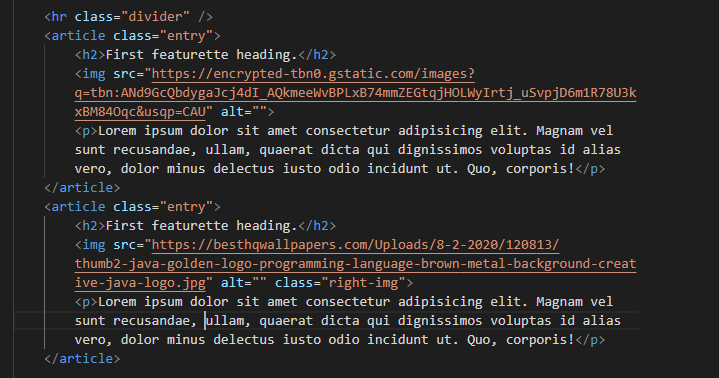 <hr class="divider" />
<article class="entry">
<h2>First featurette heading.</h2>
<img src="https://encrypted-tbn0.gstatic.com/images?
q=tbn:ANd9GcQbdygaJcj4dI_AQkmeeWvBPLxB74mmZEGtqjHOLWyIrtj_uSvpjD6m1R78U3k
xBM84Oqc&usqp=CAU" alt="">
<p>Lorem ipsum dolor sit amet consectetur adipisicing elit. Magnam vel
sunt recusandae, ullam, quaerat dicta qui dignissimos voluptas id alias
vero, dolor minus delectus iusto odio incidunt ut. Quo, corporis!</p>
</article>
<article class="entry">
<h2>First featurette heading.</h2>
<img src="https://besthqwallpapers.com/Uploads/8-2-2020/120813/
thumb2-java-golden-logo-programming-language-brown-metal-background-creat
ive-java-logo.jpg" alt="" class="right-img">
<p>Lorem ipsum dolor sit amet consectetur adipisicing elit. Magnam vel
sunt recusandae, ullam, quaerat dicta qui dignissimos voluptas id alias
vero, dolor minus delectus iusto odio incidunt ut. Quo, corporis!</p>
</article>